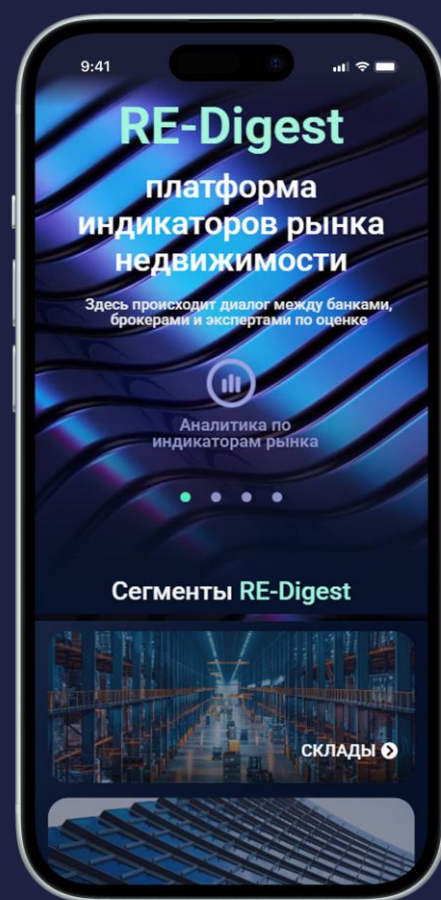 9:41
RE-Digest
платформа
индикаторов рынка
недвижимости
Здесь происходит диалог между банками,
брокерами и экспертами по оценке
Аналитика по
индикаторам рынка
Сегменты RE-Digest
СКЛАДЫ